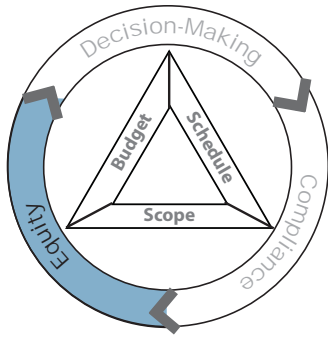 Decision-Making
Budget
Schedule
Scope
Compliance
Equity